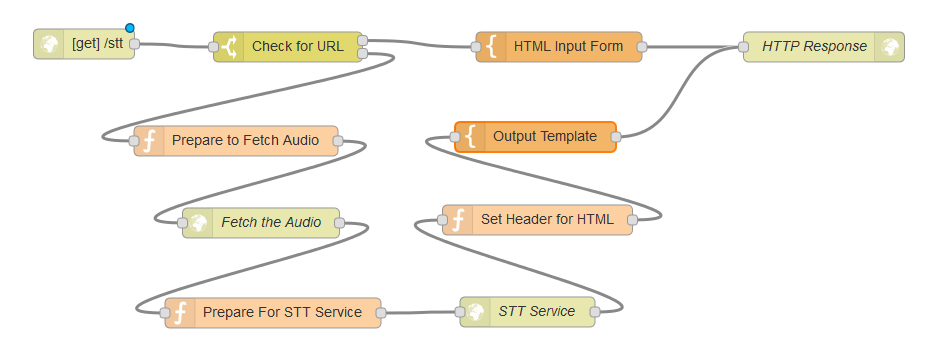 [get] /stt
Check for URL
HTML Input Form
HTTP Response
Prepare to Fetch Audio
Output Template
Fetch the Audio
Set Header for HTML
Prepare For STT Service
STT Service